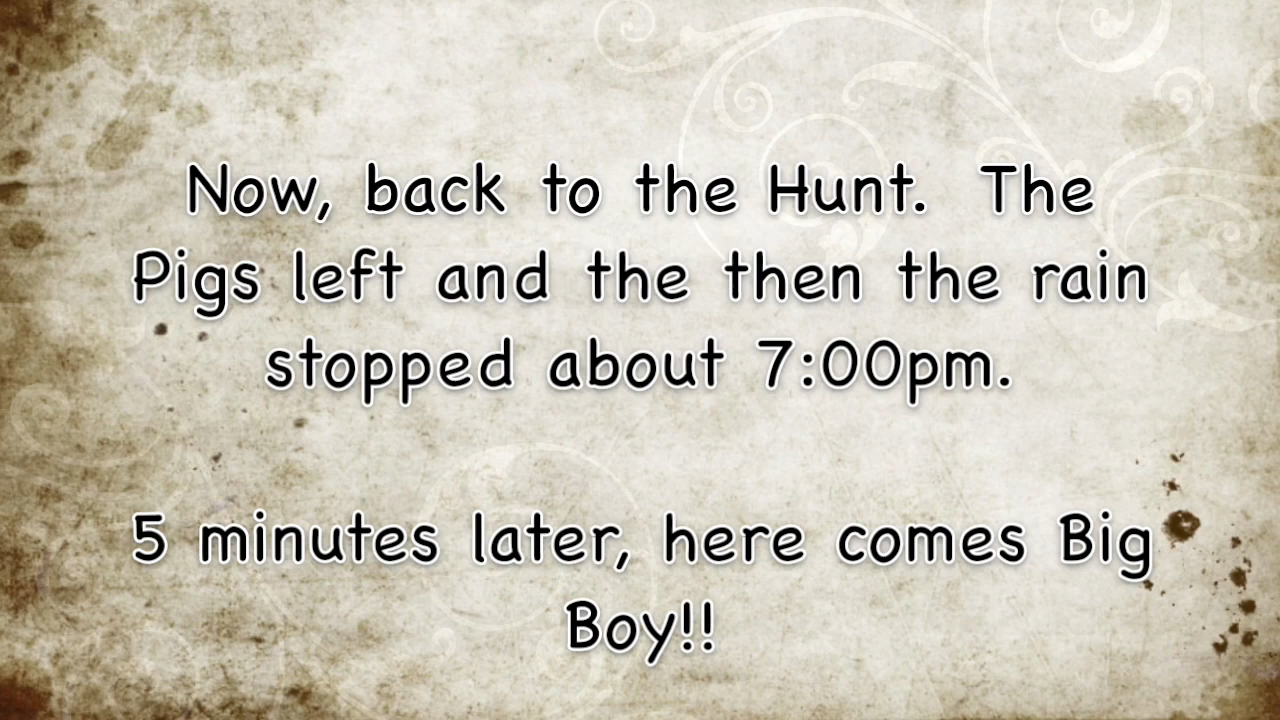 Now, back to the Hunt.  The
Pigs left and the then the rain
stopped about 7:00pm.
5 minutes later, here comes Big
Boy!!